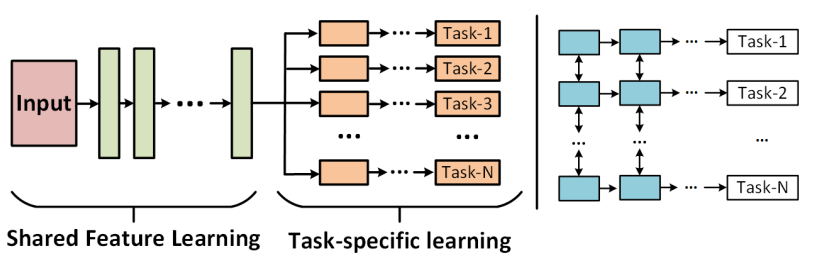 Input
Task-1
Task-2
Task-3
...
...
Task-N
Shared Feature Learning
Task-specific learning
Task-1
Task-2
...
Task-N